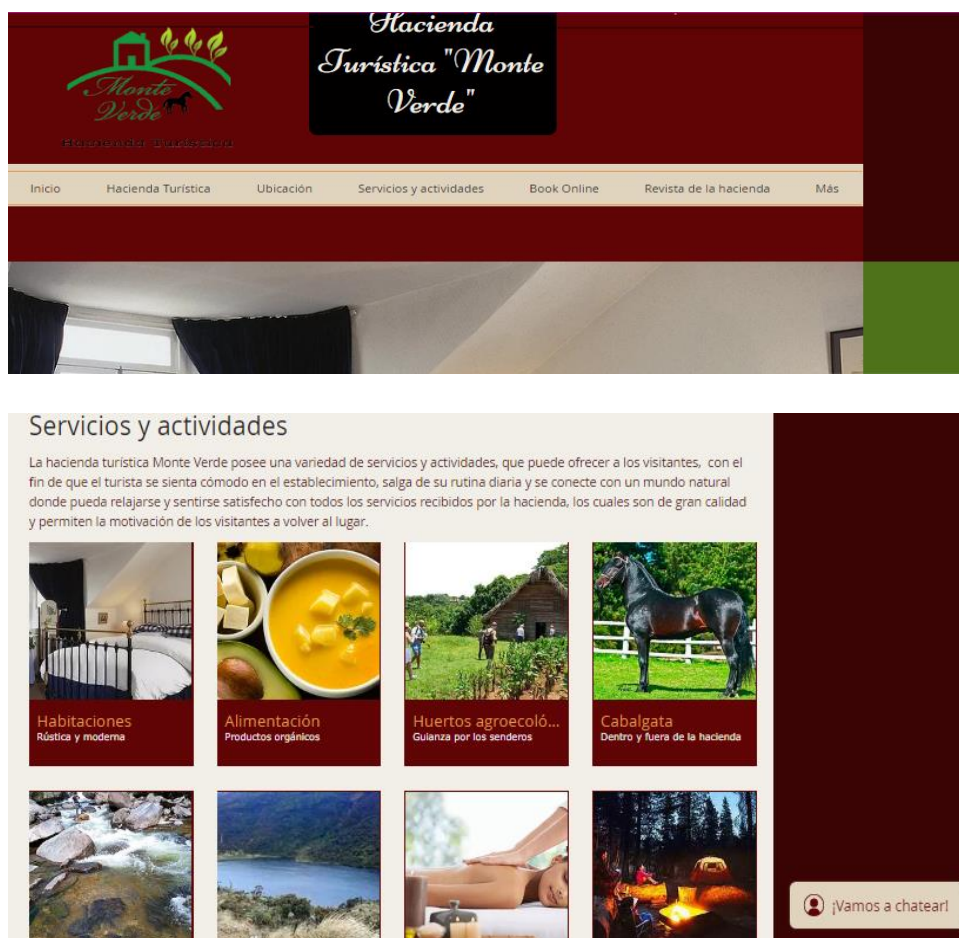 Hacienda
Turística "Monte
Verde"
Monte
Verde
Hacienda Turística
Inicio Hacienda Turística Ubicación Servicios y actividades Book Online Revista de la hacienda Más
Servicios y actividades
La hacienda turística Monte Verde posee una variedad de servicios y actividades, que puede ofrecer a los visitantes, con el
fin de que el turista se sienta cómodo en el establecimiento, salga de su rutina diaria y se conecte con un mundo natural
donde pueda relajarse y sentirse satisfecho con todos los servicios recibidos por la hacienda, los cuales son de gran calidad
y permiten la motivación de los visitantes a volver al lugar.
Habitaciones
Rústica y moderna
Alimentación
Productos orgánicos
Huertos agroecoló...
Guianza por los senderos
Cabalgata
Dentro y fuera de la hacienda
¡Vamos a chatear!